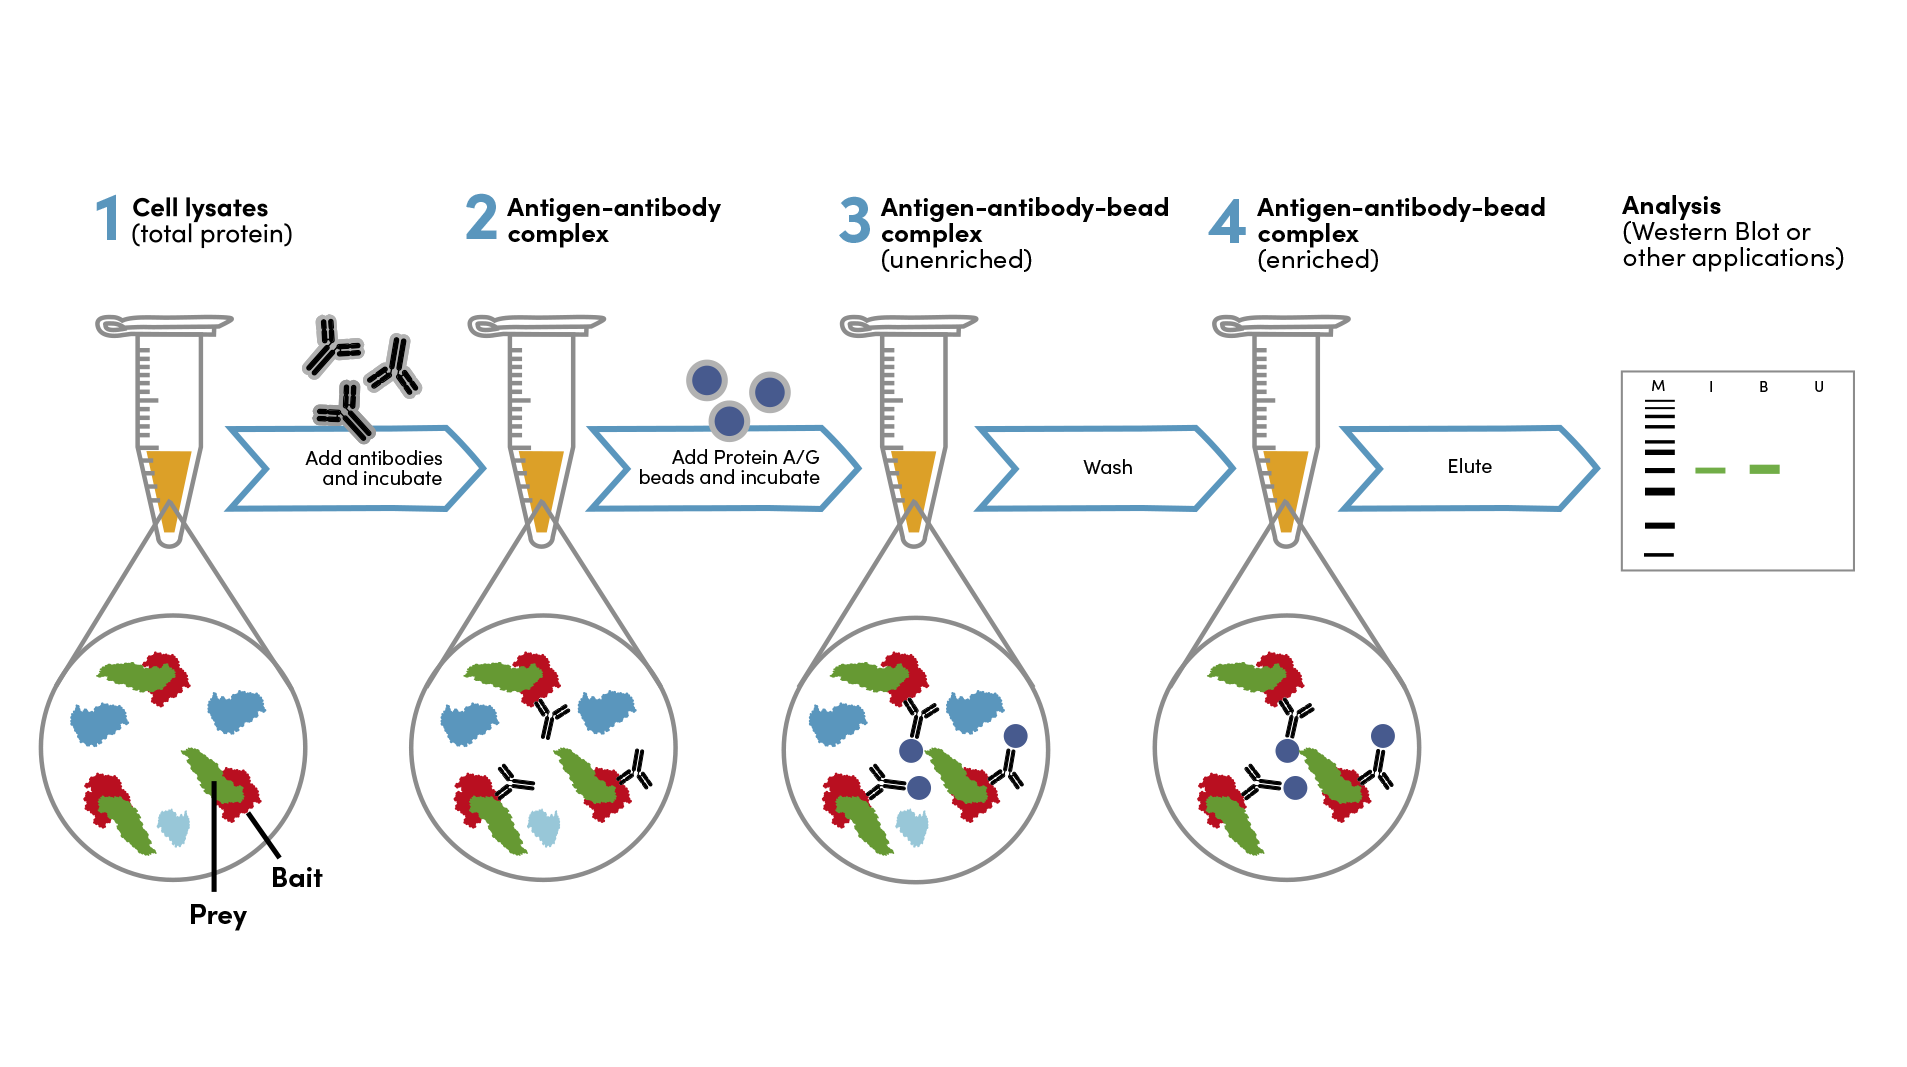 1 Cell lysates
(total protein)
2 Antigen-antibody
complex
3 Antigen-antibody-bead
complex
(unenriched)
4 Antigen-antibody-bead
complex
(enriched)
Analysis
(Western Blot or
other applications)
Add antibodies
and incubate
Add Protein A/G
beads and incubate
Wash
Elute
M I B U
Bait
Prey